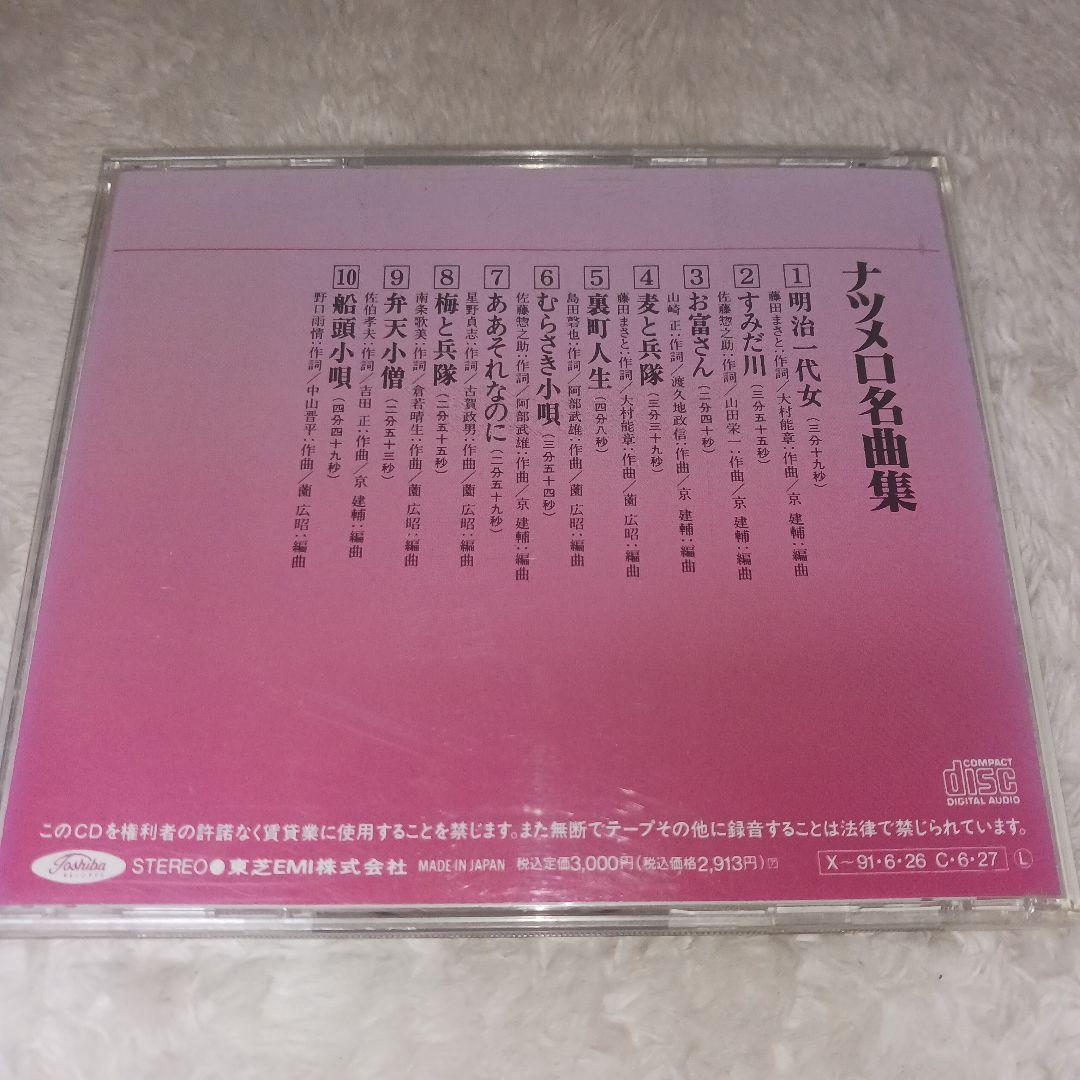 ナツメロ名曲集
1 明治一代女(三分十九秒)
藤田まさと:作詞/大村能章:作曲/京 建輔:編曲
2 すみだ川(三分五十五秒)
佐藤惣之助:作詞/山田栄一:作曲/京 建輔:編曲
3 お富さん(二分四十秒)
山崎 正:作詞/渡久地政信:作曲/京 建輔:編曲
4 麦と兵隊(三分三十九秒)
藤田まさと:作詞/大村能章:作曲/薗 広昭:編曲
5 裏町人生(四分八秒)
島田磬也:作詞/阿部武雄:作曲/薗 広昭:編曲
6 むらさき小唄(三分五十四秒)
佐藤惣之助:作詞/阿部武雄:作曲/京 建輔:編曲
7 ああそれなのに(二分五十九秒)
星野貞志:作詞/古賀政男:作曲/薗 広昭:編曲
8 梅と兵隊(三分五十五秒)
南条歌美:作詞/倉若晴生:作曲/薗 広昭:編曲
9 弁天小僧(二分五十三秒)
佐伯孝夫:作詞/吉田 正:作曲/京 建輔:編曲
10 船頭小唄(四分四十九秒)
野口雨情:作詞/中山晋平:作曲/薗 広昭:編曲
COMPACT
disc
DIGITAL AUDIO
このCDを権利者の許諾なく賃貸業に使用することを禁じます。また無断でテープその他に録音することは法律で禁じられています。
Toshiba RECORDS STEREO●東芝EMI株式会社 MADE IN JAPAN 税込定価3,000円(税込価格2,913円) X〜91・6・26 C・6・27 L